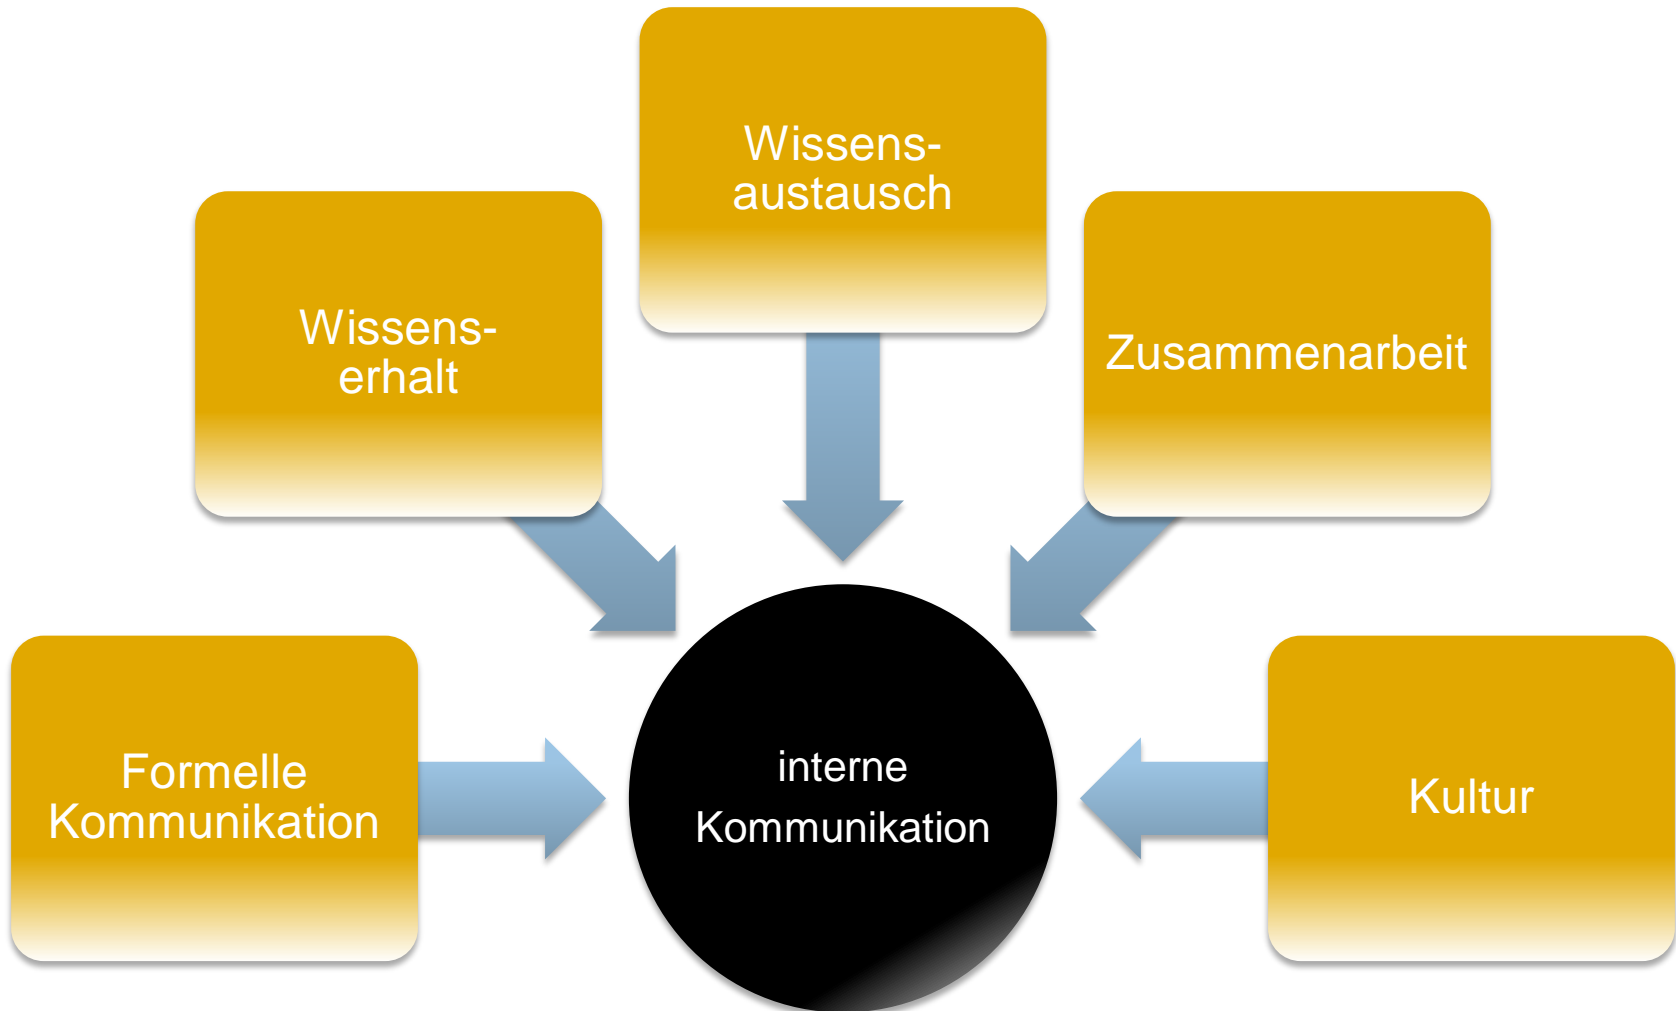 Wissens-
austausch
Wissens-
erhalt
Zusammenarbeit
Formelle
Kommunikation
interne
Kommunikation
Kultur